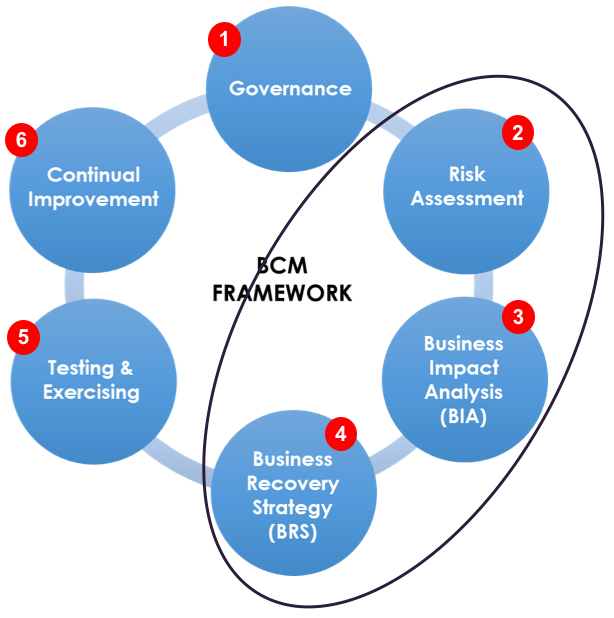 1
Governance
2
Risk
Assessment
3
Business
Impact
Analysis
(BIA)
4
Business
Recovery
Strategy
(BRS)
5
Testing &
Exercising
6
Continual
Improvement
BCM
FRAMEWORK